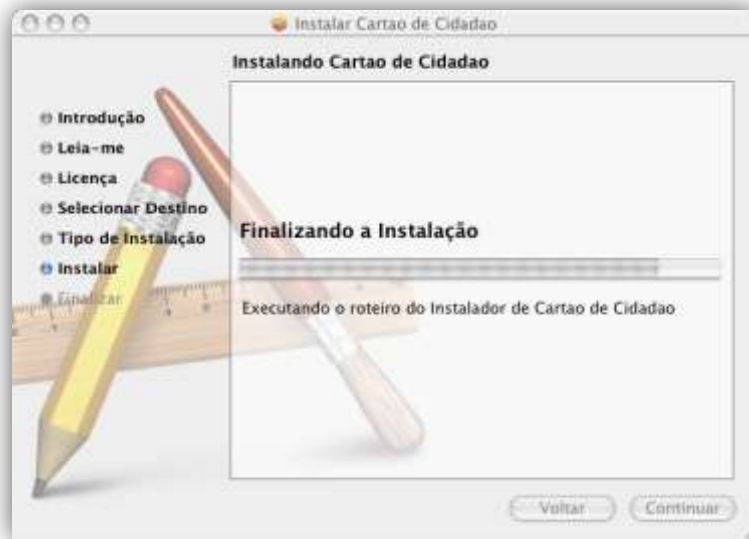 Instalar Cartao de Cidadao
Instalando Cartao de Cidadao
Introdução
Leia-me
Licença
Selecionar Destino
Tipo de Instalação
Instalar
Finalizar
Finalizando a Instalação
Executando o roteiro do Instalador de Cartao de Cidadao
Voltar
Continuar